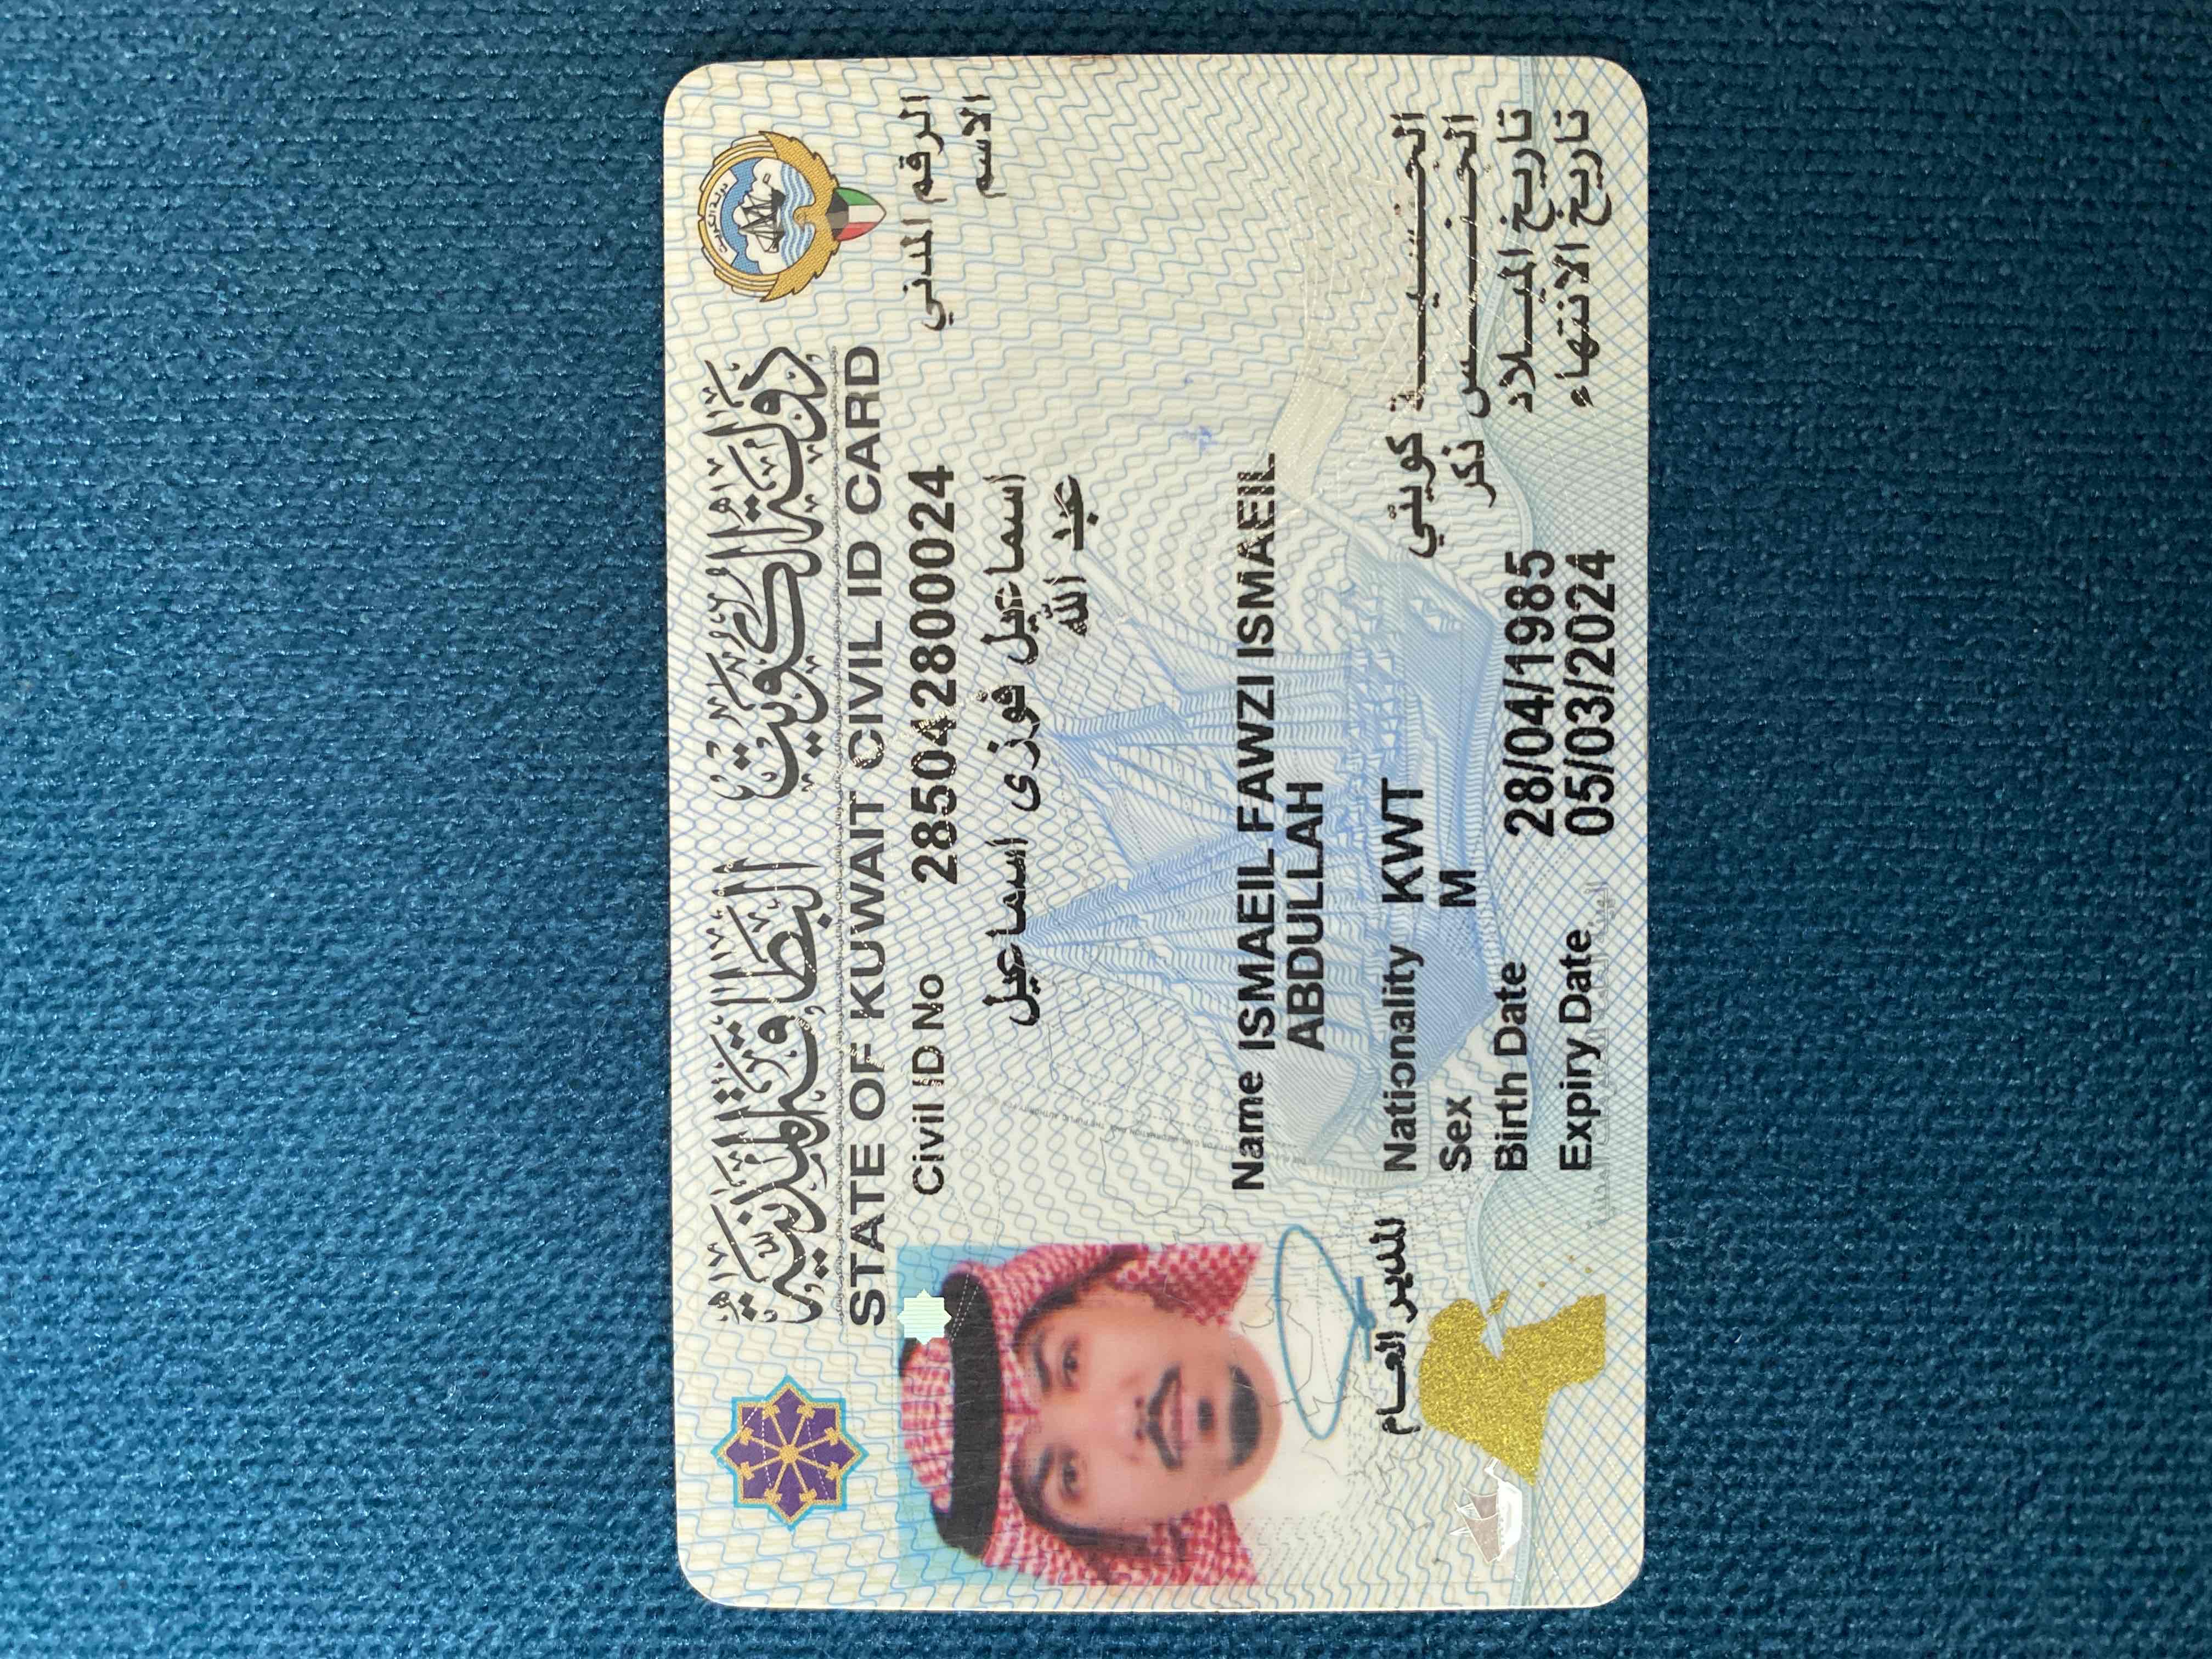 دولة الكويت البطاقة المدنية
STATE OF KUWAIT CIVIL ID CARD
Civil ID No 285042800024 الرقم المدني
اسماعيل فوزى اسماعيل الاسم
عبد الله
Name ISMAEIL FAWZI ISMAEIL
ABDULLAH
Nationality KWT كويتي الجنسية
Sex M ذكر الجنس
Birth Date 28/04/1985 تاريخ الميلاد
Expiry Date 05/03/2024 تاريخ الانتهاء
المدير العام